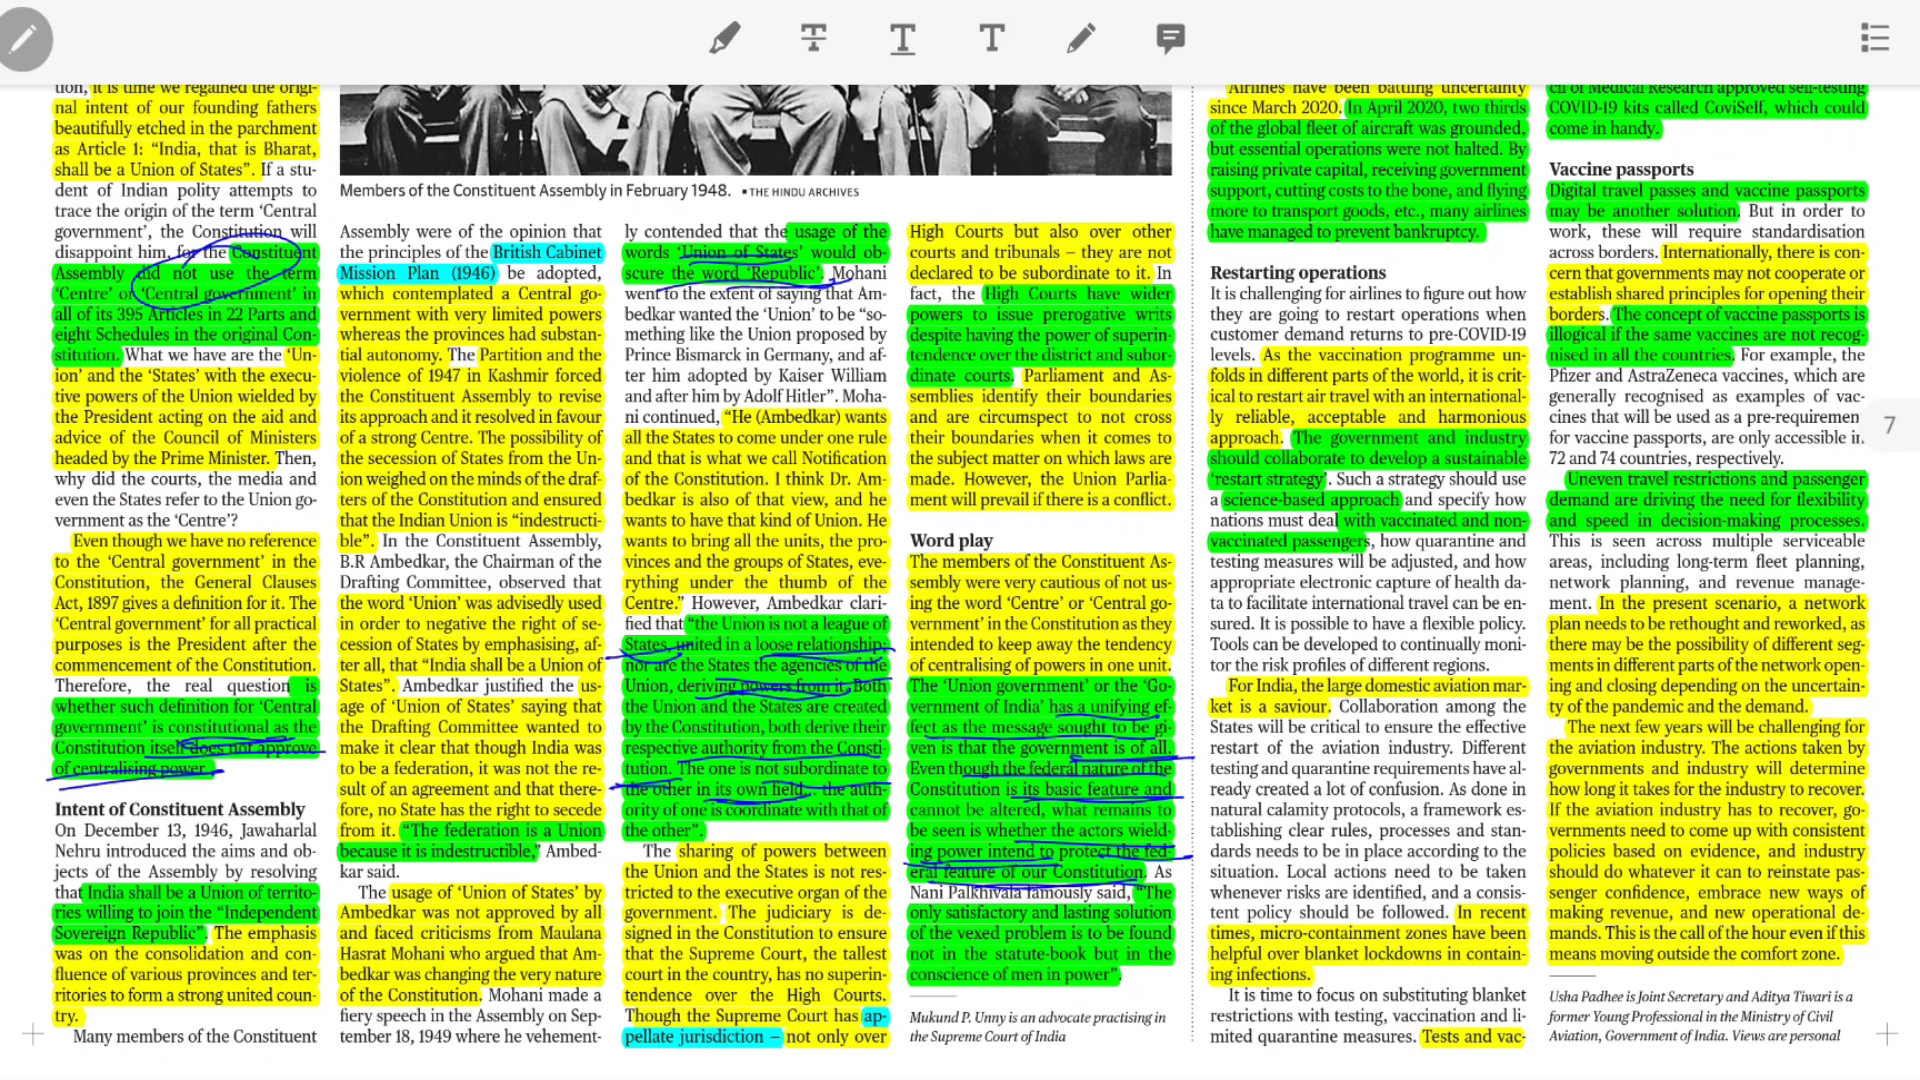 tion, it is time we regained the origi-
nal intent of our founding fathers
beautifully etched in the parchment
as Article 1: “India, that is Bharat,
shall be a Union of States”. If a stu-
dent of Indian polity attempts to
trace the origin of the term ‘Central
government’, the Constitution will
disappoint him, for the Constituent
Assembly did not use the term
‘Centre’ or ‘Central government’ in
all of its 395 Articles in 22 Parts and
eight Schedules in the original Con-
stitution. What we have are the ‘Un-
ion’ and the ‘States’ with the execu-
tive powers of the Union wielded by
the President acting on the aid and
advice of the Council of Ministers
headed by the Prime Minister. Then,
why did the courts, the media and
even the States refer to the Union go-
vernment as the ‘Centre’?
Even though we have no reference
to the ‘Central government’ in the
Constitution, the General Clauses
Act, 1897 gives a definition for it. The
‘Central government’ for all practical
purposes is the President after the
commencement of the Constitution.
Therefore, the real question is
whether such definition for ‘Central
government’ is constitutional as the
Constitution itself does not approve
of centralising power.
Intent of Constituent Assembly
On December 13, 1946, Jawaharlal
Nehru introduced the aims and ob-
jects of the Assembly by resolving
that India shall be a Union of territo-
ries willing to join the “Independent
Sovereign Republic”. The emphasis
was on the consolidation and con-
fluence of various provinces and ter-
ritories to form a strong united coun-
try.
Many members of the Constituent
Members of the Constituent Assembly in February 1948. ▪THE HINDU ARCHIVES
Assembly were of the opinion that
the principles of the British Cabinet
Mission Plan (1946) be adopted,
which contemplated a Central go-
vernment with very limited powers
whereas the provinces had substan-
tial autonomy. The Partition and the
violence of 1947 in Kashmir forced
the Constituent Assembly to revise
its approach and it resolved in favour
of a strong Centre. The possibility of
the secession of States from the Un-
ion weighed on the minds of the draf-
ters of the Constitution and ensured
that the Indian Union is “indestructi-
ble”. In the Constituent Assembly,
B.R Ambedkar, the Chairman of the
Drafting Committee, observed that
the word ‘Union’ was advisedly used
in order to negative the right of se-
cession of States by emphasising, af-
ter all, that “India shall be a Union of
States”. Ambedkar justified the us-
age of ‘Union of States’ saying that
the Drafting Committee wanted to
make it clear that though India was
to be a federation, it was not the re-
sult of an agreement and that there-
fore, no State has the right to secede
from it. “The federation is a Union
because it is indestructible,” Ambed-
kar said.
The usage of ‘Union of States’ by
Ambedkar was not approved by all
and faced criticisms from Maulana
Hasrat Mohani who argued that Am-
bedkar was changing the very nature
of the Constitution. Mohani made a
fiery speech in the Assembly on Sep-
tember 18, 1949 where he vehement-
ly contended that the usage of the
words ‘Union of States’ would ob-
scure the word ‘Republic’. Mohani
went to the extent of saying that Am-
bedkar wanted the ‘Union’ to be “so-
mething like the Union proposed by
Prince Bismarck in Germany, and af-
ter him adopted by Kaiser William
and after him by Adolf Hitler”. Moha-
ni continued, “He (Ambedkar) wants
all the States to come under one rule
and that is what we call Notification
of the Constitution. I think Dr. Am-
bedkar is also of that view, and he
wants to have that kind of Union. He
wants to bring all the units, the pro-
vinces and the groups of States, eve-
rything under the thumb of the
Centre.” However, Ambedkar clari-
fied that “the Union is not a league of
States, united in a loose relationship;
nor are the States the agencies of the
Union, deriving powers from it. Both
the Union and the States are created
by the Constitution, both derive their
respective authority from the Consti-
tution. The one is not subordinate to
the other in its own field... the auth-
ority of one is coordinate with that of
the other”.
The sharing of powers between
the Union and the States is not res-
tricted to the executive organ of the
government. The judiciary is de-
signed in the Constitution to ensure
that the Supreme Court, the tallest
court in the country, has no superin-
tendence over the High Courts.
Though the Supreme Court has ap-
pellate jurisdiction – not only over
High Courts but also over other
courts and tribunals – they are not
declared to be subordinate to it. In
fact, the High Courts have wider
powers to issue prerogative writs
despite having the power of superin-
tendence over the district and subor-
dinate courts. Parliament and As-
semblies identify their boundaries
and are circumspect to not cross
their boundaries when it comes to
the subject matter on which laws are
made. However, the Union Parlia-
ment will prevail if there is a conflict.
Word play
The members of the Constituent As-
sembly were very cautious of not us-
ing the word ‘Centre’ or ‘Central go-
vernment’ in the Constitution as they
intended to keep away the tendency
of centralising of powers in one unit.
The ‘Union government’ or the ‘Go-
vernment of India’ has a unifying ef-
fect as the message sought to be gi-
ven is that the government is of all.
Even though the federal nature of the
Constitution is its basic feature and
cannot be altered, what remains to
be seen is whether the actors wield-
ing power intend to protect the fed-
eral feature of our Constitution. As
Nani Palkhivala famously said, “The
only satisfactory and lasting solution
of the vexed problem is to be found
not in the statute-book but in the
conscience of men in power”.
Mukund P. Unny is an advocate practising in
the Supreme Court of India
Airlines have been battling uncertainty
since March 2020. In April 2020, two thirds
of the global fleet of aircraft was grounded,
but essential operations were not halted. By
raising private capital, receiving government
support, cutting costs to the bone, and flying
more to transport goods, etc., many airlines
have managed to prevent bankruptcy.
Restarting operations
It is challenging for airlines to figure out how
they are going to restart operations when
customer demand returns to pre-COVID-19
levels. As the vaccination programme un-
folds in different parts of the world, it is crit-
ical to restart air travel with an international-
ly reliable, acceptable and harmonious
approach. The government and industry
should collaborate to develop a sustainable
‘restart strategy’. Such a strategy should use
a science-based approach and specify how
nations must deal with vaccinated and non-
vaccinated passengers, how quarantine and
testing measures will be adjusted, and how
appropriate electronic capture of health da-
ta to facilitate international travel can be en-
sured. It is possible to have a flexible policy.
Tools can be developed to continually moni-
tor the risk profiles of different regions.
For India, the large domestic aviation mar-
ket is a saviour. Collaboration among the
States will be critical to ensure the effective
restart of the aviation industry. Different
testing and quarantine requirements have al-
ready created a lot of confusion. As done in
natural calamity protocols, a framework es-
tablishing clear rules, processes and stan-
dards needs to be in place according to the
situation. Local actions need to be taken
whenever risks are identified, and a consis-
tent policy should be followed. In recent
times, micro-containment zones have been
helpful over blanket lockdowns in contain-
ing infections.
It is time to focus on substituting blanket
restrictions with testing, vaccination and li-
mited quarantine measures. Tests and vac-
cil of Medical Research approved self-testing
COVID-19 kits called CoviSelf, which could
come in handy.
Vaccine passports
Digital travel passes and vaccine passports
may be another solution. But in order to
work, these will require standardisation
across borders. Internationally, there is con-
cern that governments may not cooperate or
establish shared principles for opening their
borders. The concept of vaccine passports is
illogical if the same vaccines are not recog-
nised in all the countries. For example, the
Pfizer and AstraZeneca vaccines, which are
generally recognised as examples of vac-
cines that will be used as a pre-requiremen
for vaccine passports, are only accessible in
72 and 74 countries, respectively.
Uneven travel restrictions and passenger
demand are driving the need for flexibility
and speed in decision-making processes.
This is seen across multiple serviceable
areas, including long-term fleet planning,
network planning, and revenue manage-
ment. In the present scenario, a network
plan needs to be rethought and reworked, as
there may be the possibility of different seg-
ments in different parts of the network open-
ing and closing depending on the uncertain-
ty of the pandemic and the demand.
The next few years will be challenging for
the aviation industry. The actions taken by
governments and industry will determine
how long it takes for the industry to recover.
If the aviation industry has to recover, go-
vernments need to come up with consistent
policies based on evidence, and industry
should do whatever it can to reinstate pas-
senger confidence, embrace new ways of
making revenue, and new operational de-
mands. This is the call of the hour even if this
means moving outside the comfort zone.
Usha Padhee is Joint Secretary and Aditya Tiwari is a
former Young Professional in the Ministry of Civil
Aviation, Government of India. Views are personal
7